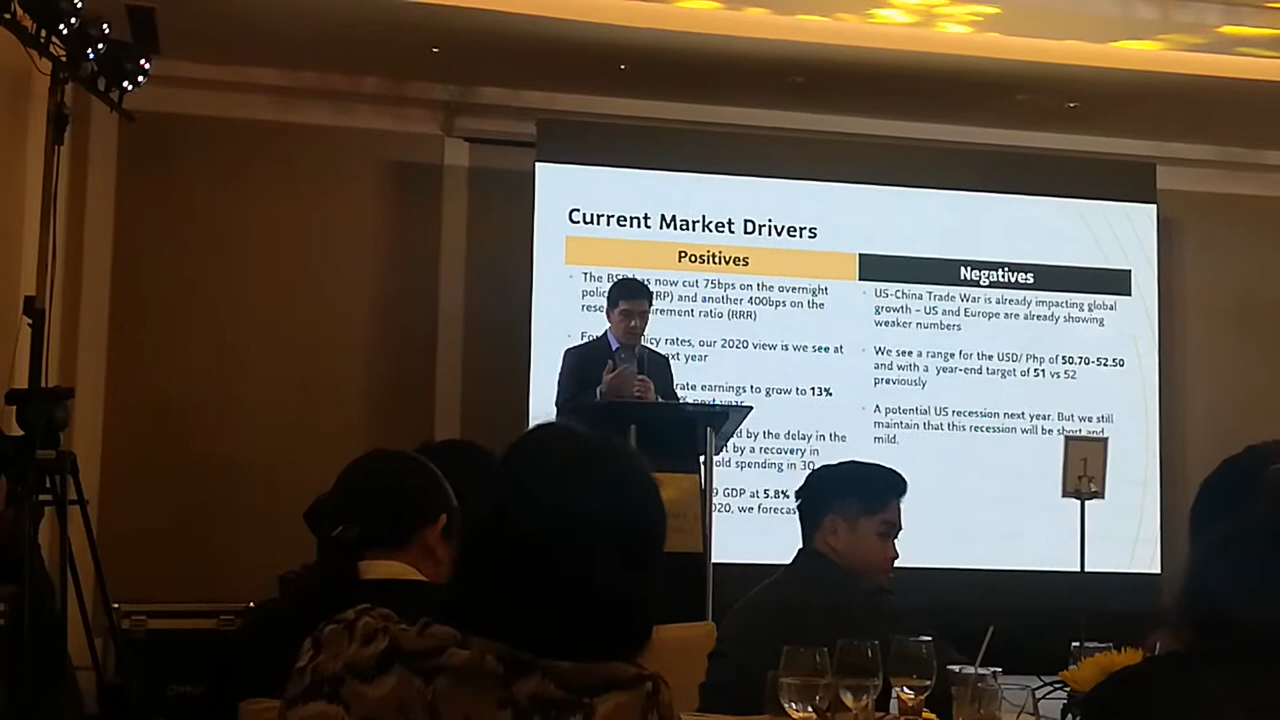 Current Market Drivers
Positives
The BSP has now cut 75bps on the overnight
RRP) and another 400bps on the
irement ratio (RRR)
licy rates, our 2020 view is we see at
ext year
rate earnings to grow to 13%
% next year
d by the delay in the
t by a recovery in
old spending in 3Q
9 GDP at 5.8%
020, we forecas
Negatives
US-China Trade War is already impacting global
growth – US and Europe are already showing
weaker numbers
We see a range for the USD/ Php of 50.70-52.50
and with a year-end target of 51 vs 52
previously
A potential US recession next year. But we still
maintain that this recession will be short and
mild.
1